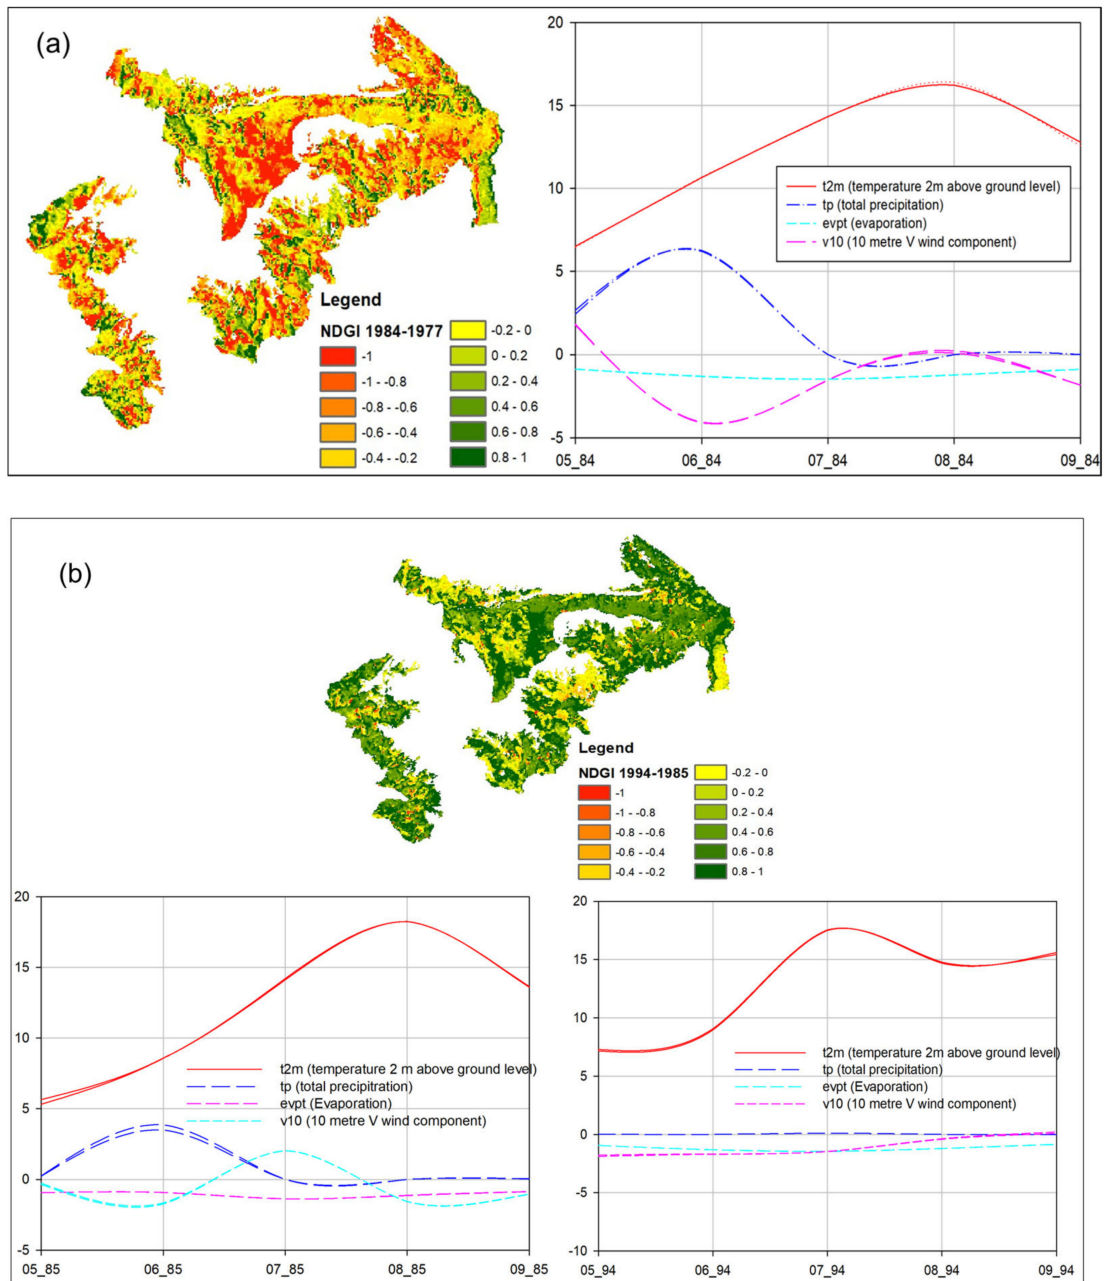 (a)
Legend
NDGI 1984-1977
-1
-1 - -0.8
-0.8 - -0.6
-0.6 - -0.4
-0.4 - -0.2
-0.2 - 0
0 - 0.2
0.2 - 0.4
0.4 - 0.6
0.6 - 0.8
0.8 - 1
20
15
10
5
0
-5
t2m (temperature 2m above ground level)
tp (total precipitation)
evpt (evaporation)
v10 (10 metre V wind component)
05_84
06_84
07_84
08_84
09_84
(b)
Legend
NDGI 1994-1985
-1
-1 - -0.8
-0.8 - -0.6
-0.6 - -0.4
-0.4 - -0.2
-0.2 - 0
0 - 0.2
0.2 - 0.4
0.4 - 0.6
0.6 - 0.8
0.8 - 1
20
15
10
5
0
-5
t2m (temperature 2 m above ground level)
tp (total precipitration)
evpt (Evaporation)
v10 (10 metre V wind component)
05_85
06_85
07_85
08_85
09_85
20
15
10
5
0
-5
-10
t2m (temperature 2m above ground level)
tp (total precipitation)
evpt (Evaporation)
v10 (10 metre V wind component)
05_94
06_94
07_94
08_94
09_94